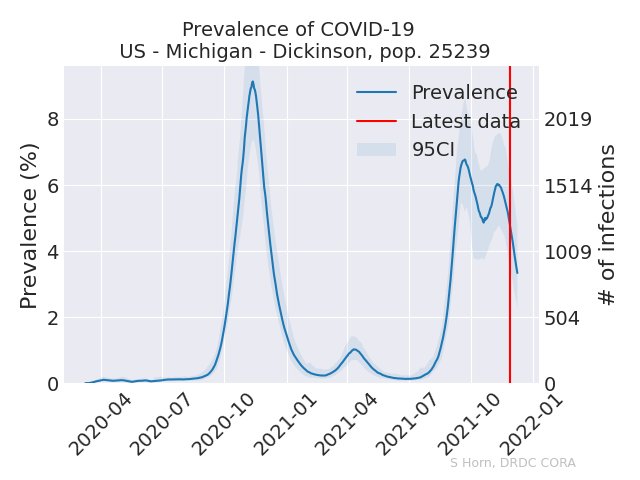 Prevalence of COVID-19
US - Michigan - Dickinson, pop. 25239
Prevalence
Latest data
95CI
Prevalence (%)
8
6
4
2
0
2019
1514
1009
504
0
# of infections
2020-04
2020-07
2020-10
2021-01
2021-04
2021-07
2021-10
2022-01
S Horn, DRDC CORA